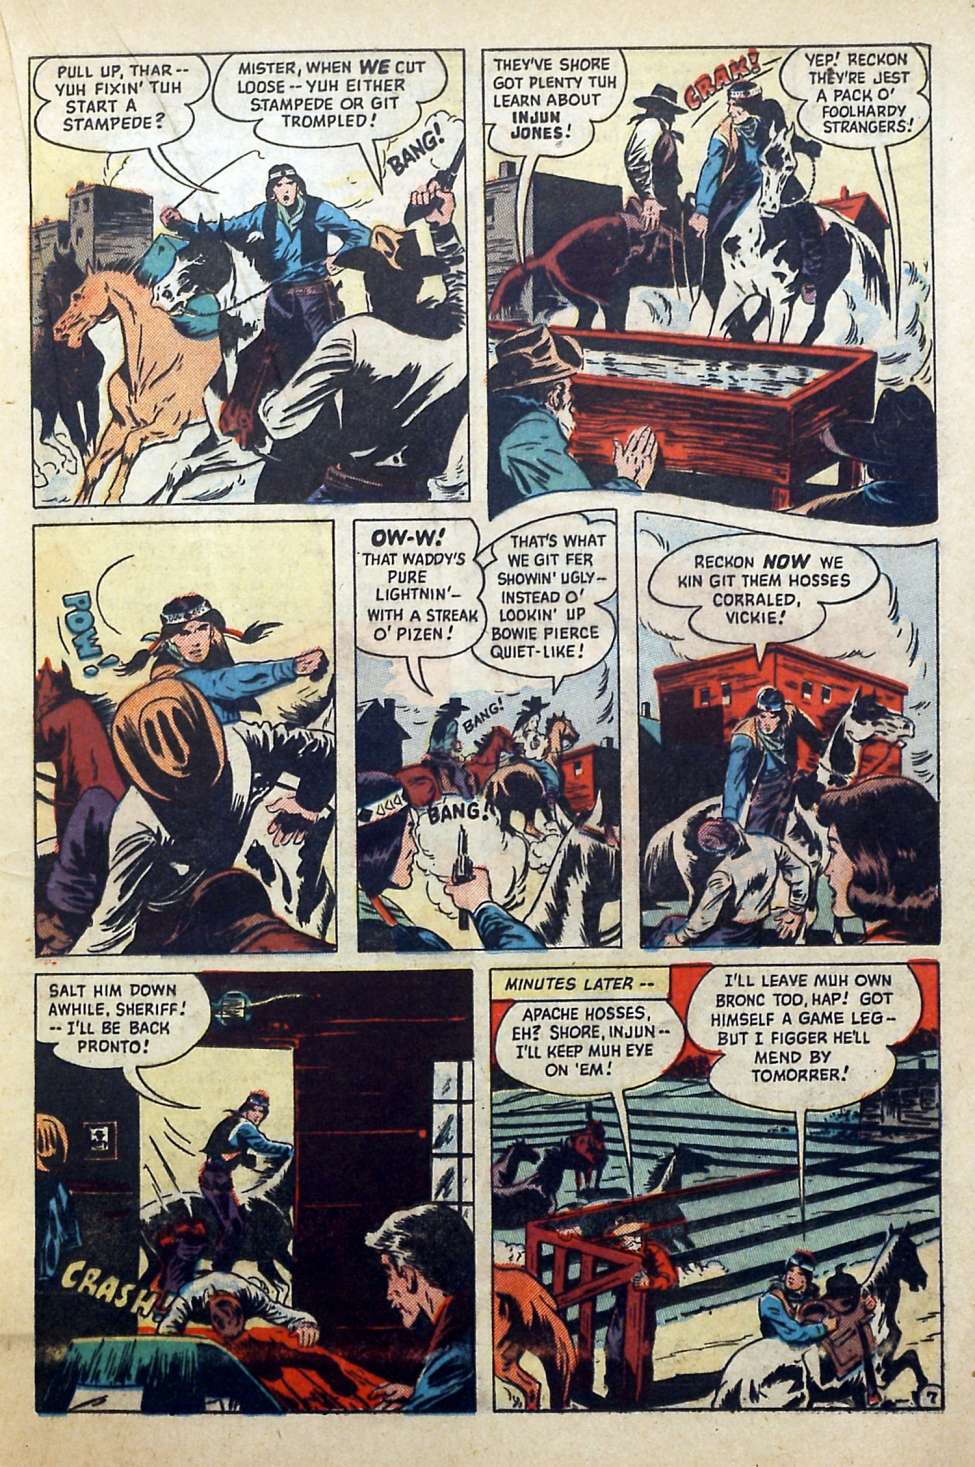 PULL UP, THAR--
YUH FIXIN' TUH
START A
STAMPEDE?
MISTER, WHEN WE CUT
LOOSE -- YUH EITHER
STAMPEDE OR GIT
TROMPLED!
BANG!
THEY'VE SHORE
GOT PLENTY TUH
LEARN ABOUT
INJUN
JONES!
CRAK!
YEP! RECKON
THEY'RE JEST
A PACK O'
FOOLHARDY
STRANGERS!
POW!
OW-W!
THAT WADDY'S
PURE
LIGHTNIN'--
WITH A STREAK
O' PIZEN!
THAT'S WHAT
WE GIT FER
SHOWIN' UGLY--
INSTEAD O'
LOOKIN' UP
BOWIE PIERCE
QUIET-LIKE!
BANG!
BANG!
RECKON NOW WE
KIN GIT THEM HOSSES
CORRALED,
VICKIE!
SALT HIM DOWN
AWHILE, SHERIFF!
-- I'LL BE BACK
PRONTO!
CRASH!
MINUTES LATER --
APACHE HOSSES,
EH? SHORE, INJUN--
I'LL KEEP MUH EYE
ON 'EM!
I'LL LEAVE MUH OWN
BRONC TOO, HAP! GOT
HIMSELF A GAME LEG--
BUT I FIGGER HE'LL
MEND BY
TOMORRER!
7